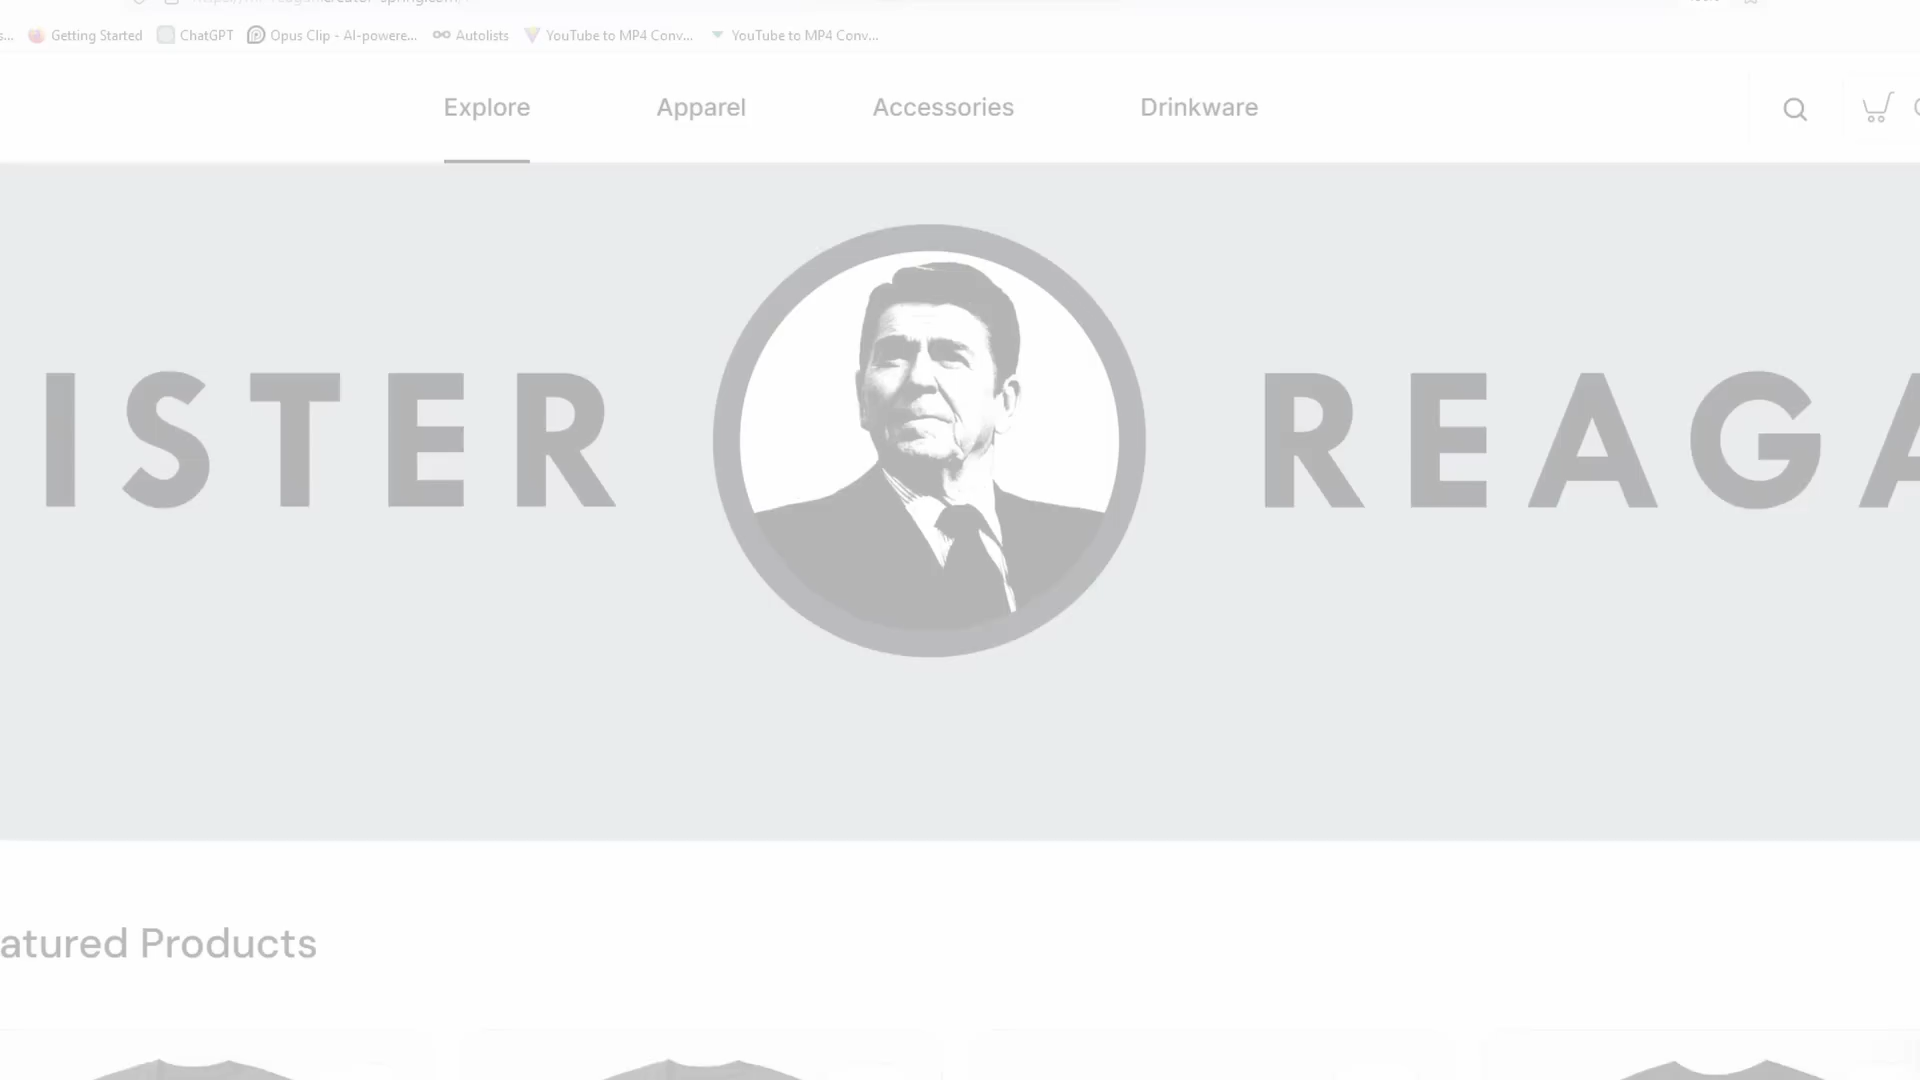 Getting Started ChatGPT Opus Clip - AI-powere... Autolists YouTube to MP4 Conv... YouTube to MP4 Conv...
Explore Apparel Accessories Drinkware
ISTER REAGA
atured Products